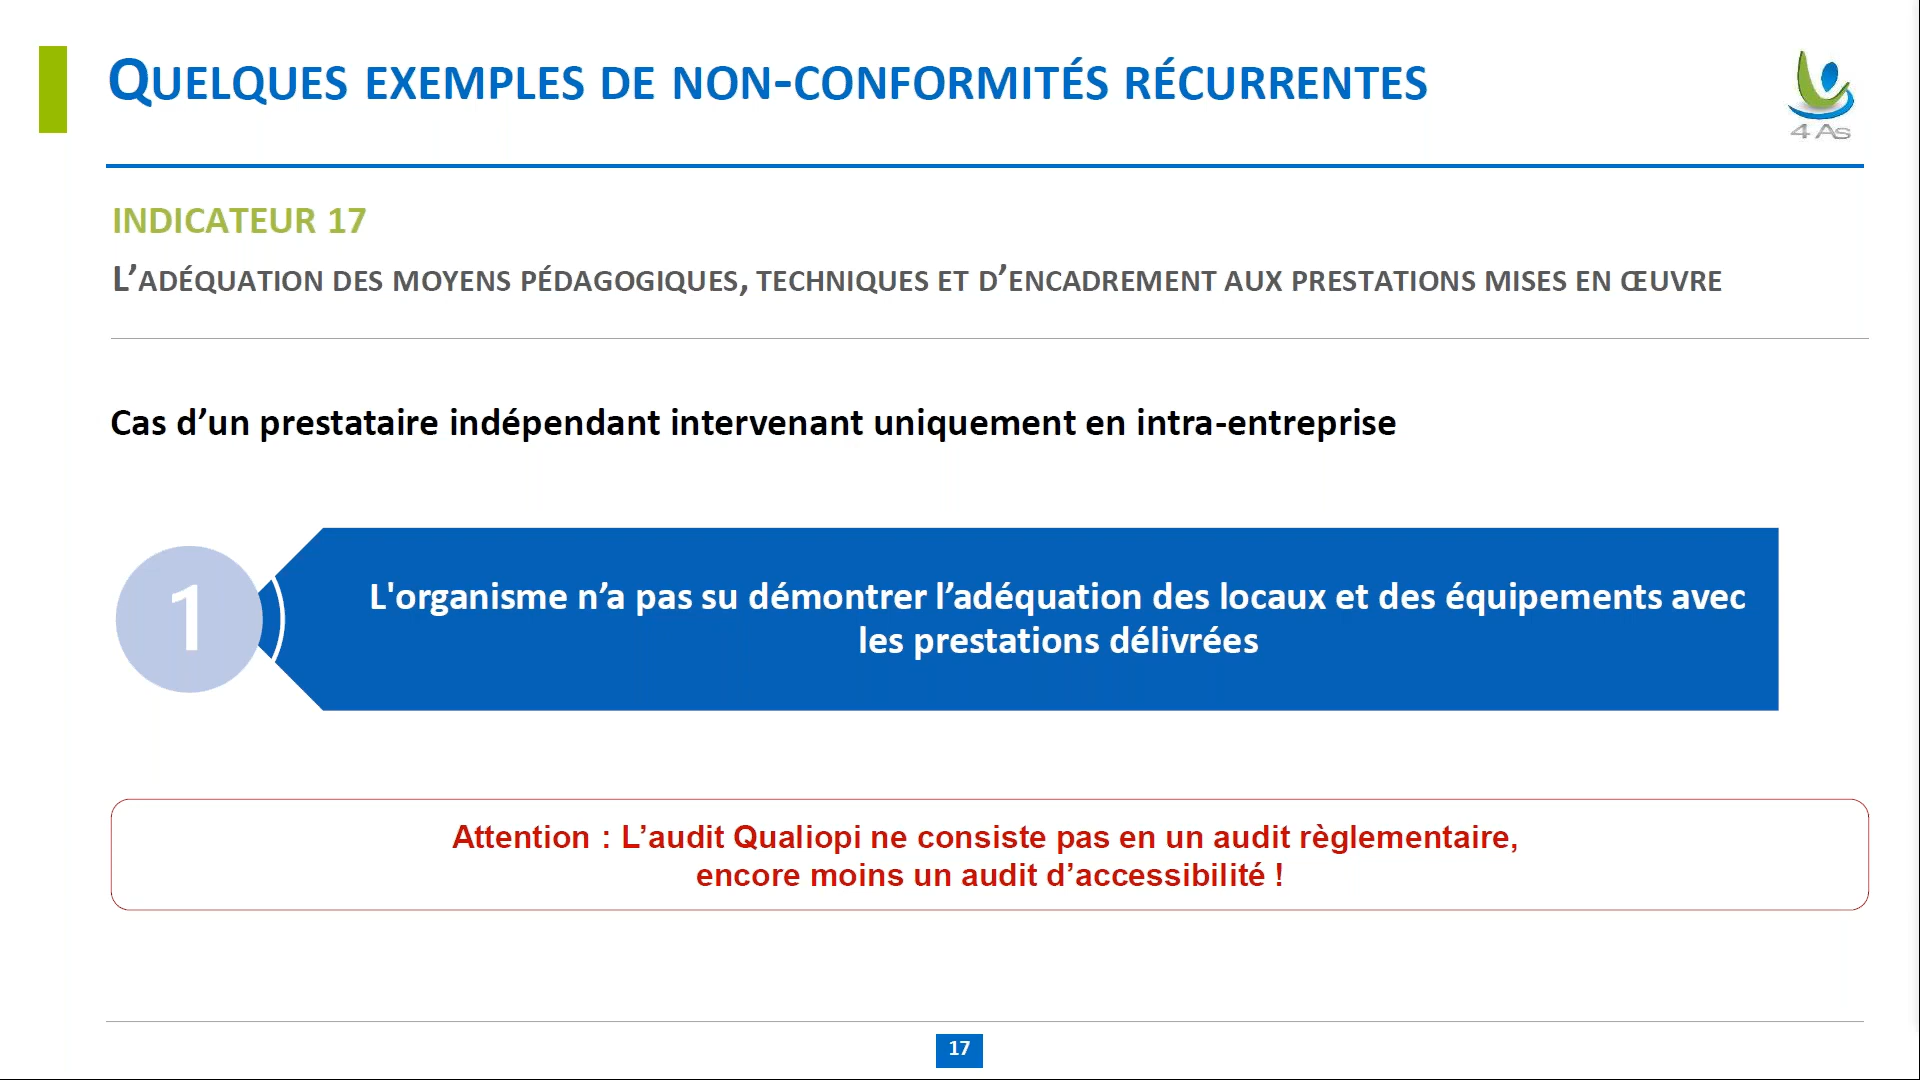 QUELQUES EXEMPLES DE NON-CONFORMITÉS RÉCURRENTES
4 As
INDICATEUR 17
L’ADÉQUATION DES MOYENS PÉDAGOGIQUES, TECHNIQUES ET D’ENCADREMENT AUX PRESTATIONS MISES EN ŒUVRE
Cas d’un prestataire indépendant intervenant uniquement en intra-entreprise
1
L'organisme n’a pas su démontrer l’adéquation des locaux et des équipements avec
les prestations délivrées
Attention : L’audit Qualiopi ne consiste pas en un audit règlementaire,
encore moins un audit d’accessibilité !
17